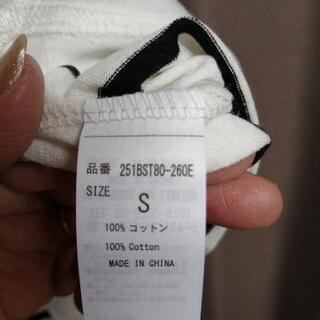 品番 251BST80-260E
SIZE
S
100% コットン
100% Cotton
MADE IN CHINA